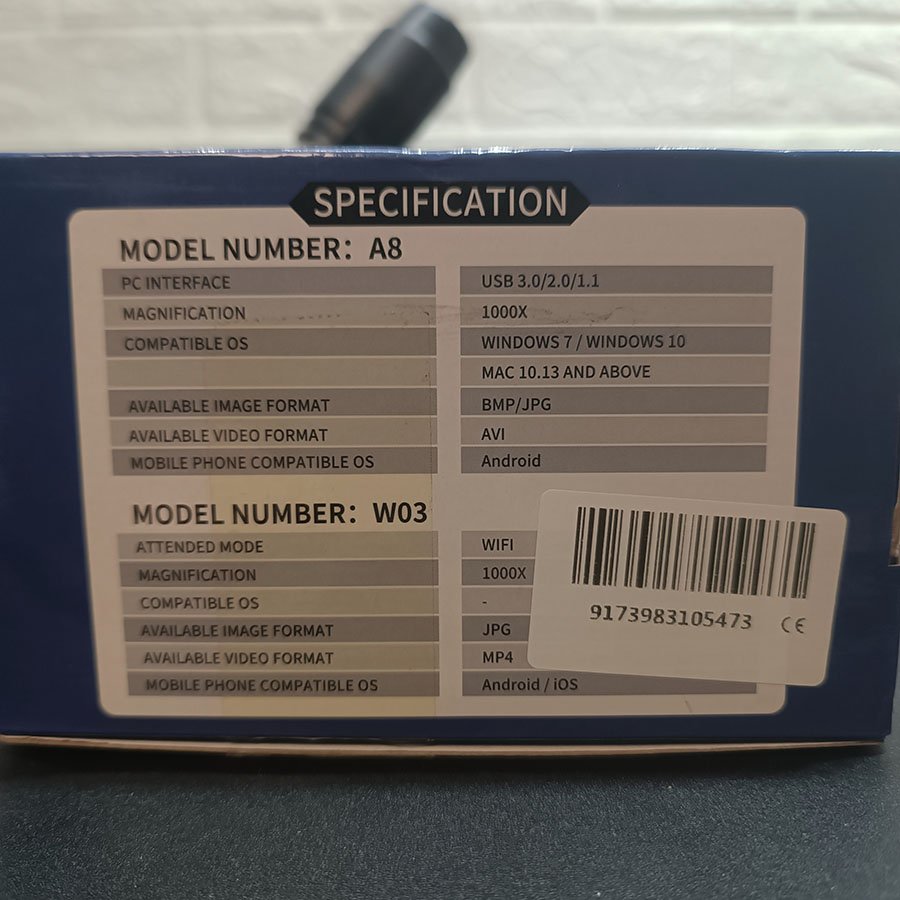 SPECIFICATION
MODEL NUMBER: A8
PC INTERFACE USB 3.0/2.0/1.1
MAGNIFICATION 1000X
COMPATIBLE OS WINDOWS 7 / WINDOWS 10
MAC 10.13 AND ABOVE
AVAILABLE IMAGE FORMAT BMP/JPG
AVAILABLE VIDEO FORMAT AVI
MOBILE PHONE COMPATIBLE OS Android
MODEL NUMBER: W03
ATTENDED MODE WIFI
MAGNIFICATION 1000X
COMPATIBLE OS -
AVAILABLE IMAGE FORMAT JPG
AVAILABLE VIDEO FORMAT MP4
MOBILE PHONE COMPATIBLE OS Android / iOS
9173983105473 CE